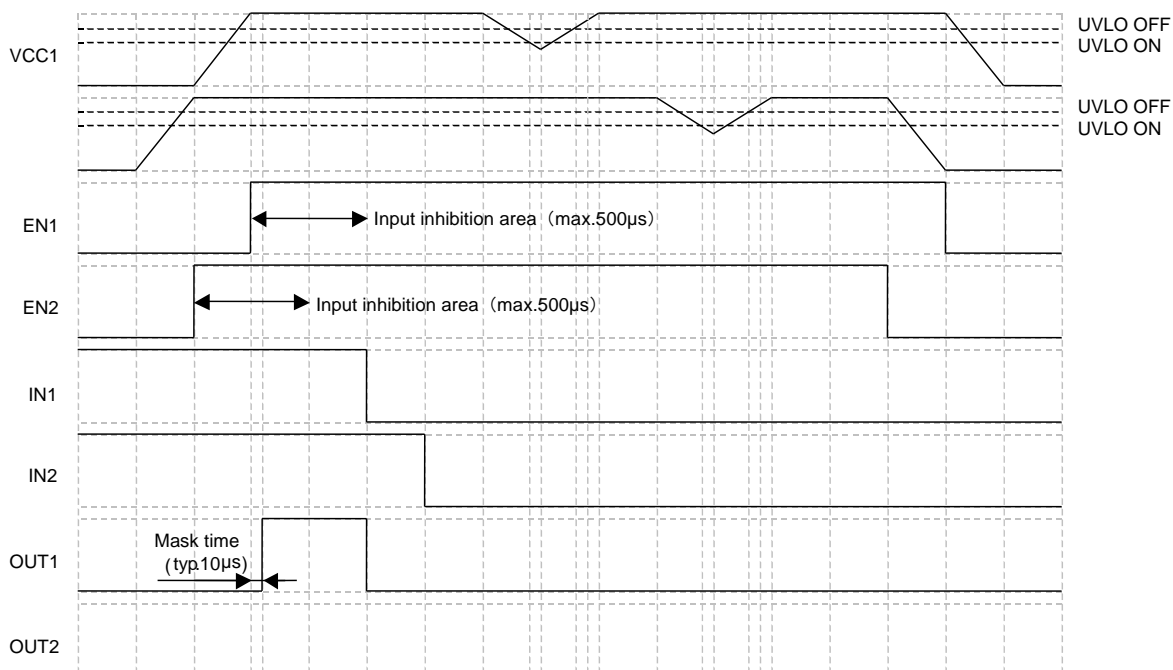 UVLO OFF
UVLO ON
VCC1
UVLO OFF
UVLO ON
EN1
Input inhibition area（max.500µs）
EN2
Input inhibition area（max.500µs）
IN1
IN2
Mask time
(typ.10µs)
OUT1
OUT2